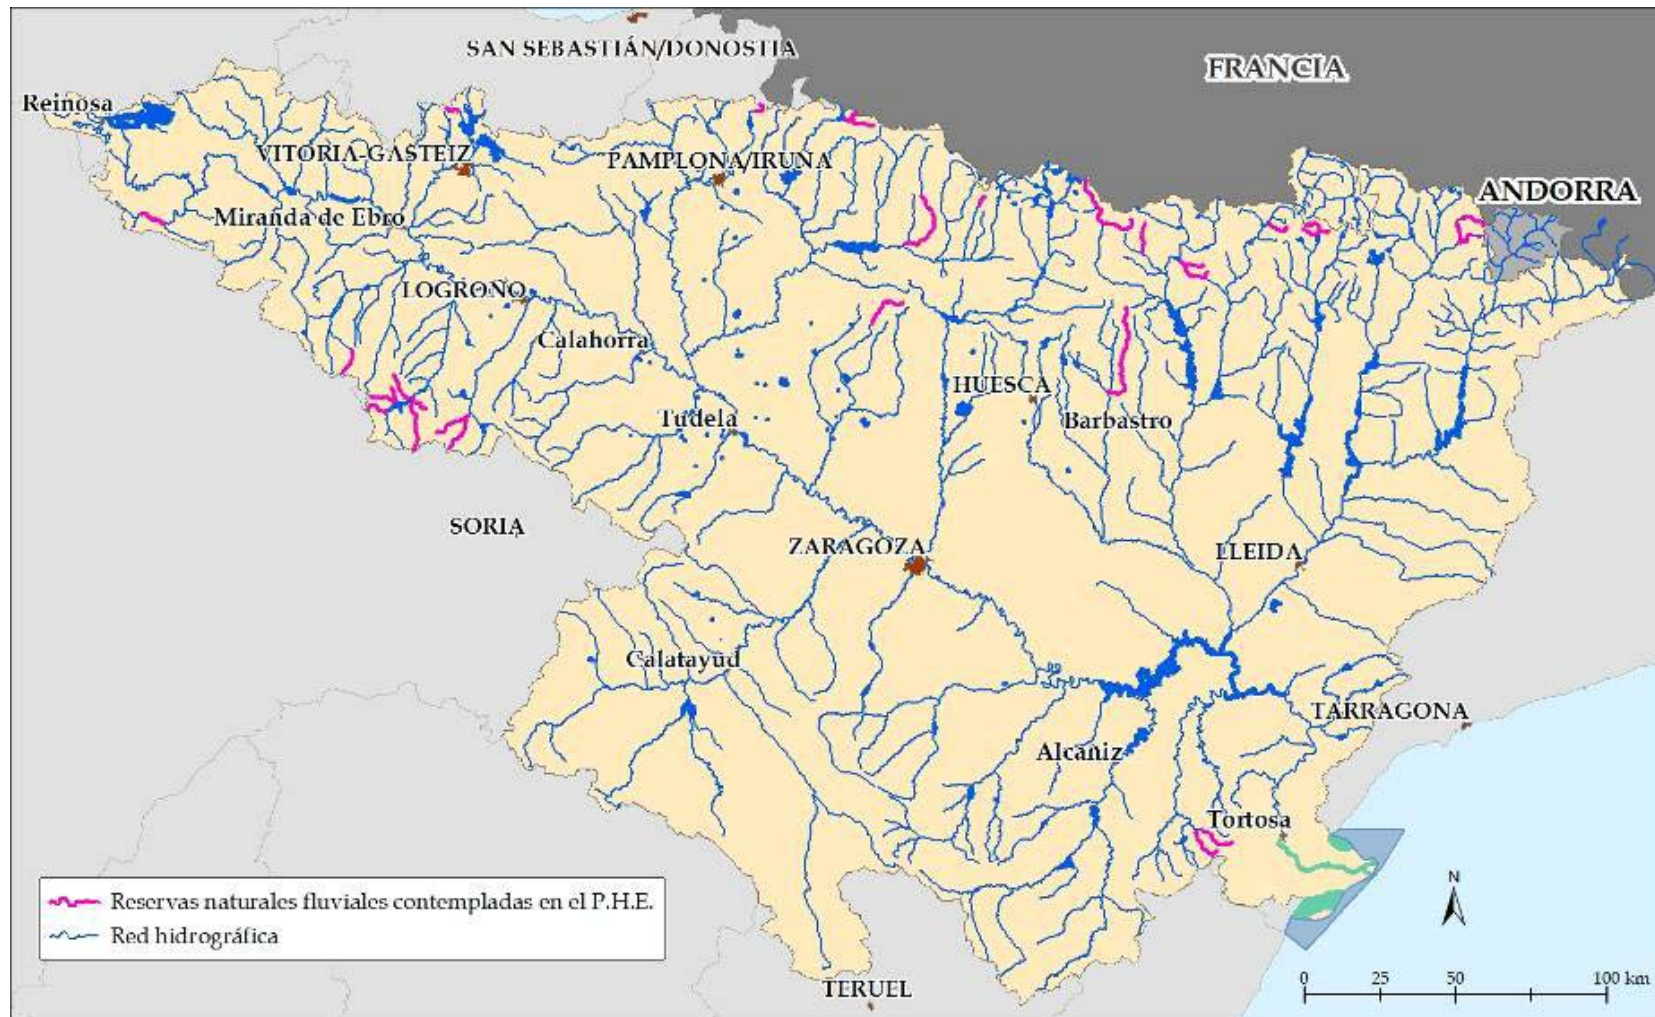 SAN SEBASTIÁN/DONOSTIA
FRANCIA
Reinosa
VITORIA-GASTEIZ
PAMPLONA/IRUNA
ANDORRA
Miranda de Ebro
LOGROÑO
Calahorra
HUESCA
Tudela
Barbastro
SORIA
ZARAGOZA
LLEIDA
Calatayud
TARRAGONA
Alcañiz
Tortosa
N
Reservas naturales fluviales contempladas en el P.H.E.
Red hidrográfica
0 25 50 100 km
TERUEL